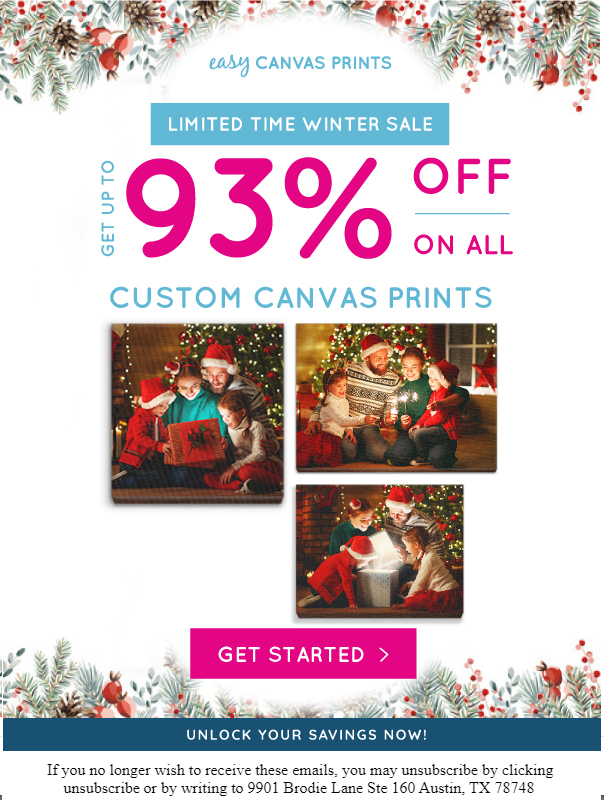 easy CANVAS PRINTS
LIMITED TIME WINTER SALE
GET UP TO
93%
OFF
ON ALL
CUSTOM CANVAS PRINTS
GET STARTED >
UNLOCK YOUR SAVINGS NOW!
If you no longer wish to receive these emails, you may unsubscribe by clicking
unsubscribe or by writing to 9901 Brodie Lane Ste 160 Austin, TX 78748